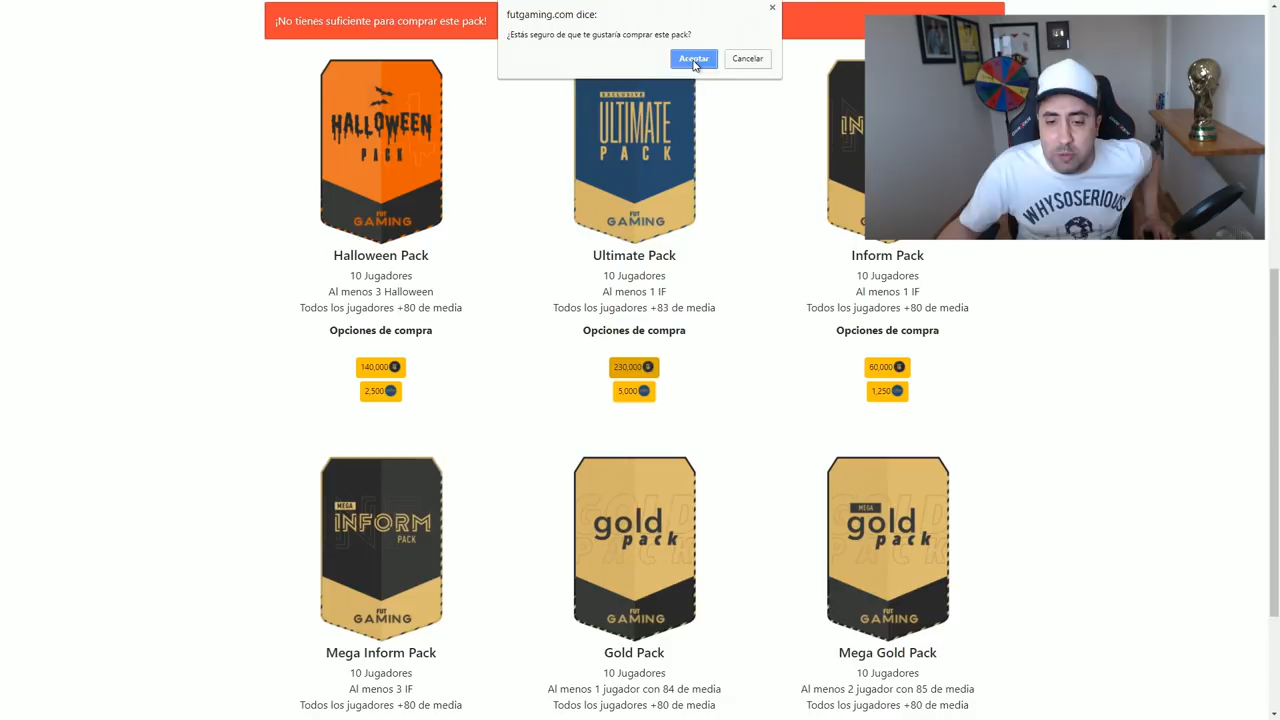 ¡No tienes suficiente para comprar este pack!
futgaming.com dice:
¿Estás seguro de que te gustaría comprar este pack?
Aceptar
Cancelar
HALLOWEEN
PACK
FUT
GAMING
EXCLUSIVE
ULTIMATE
PACK
FUT
GAMING
IN
WHYSOSERIOUS
GAMING
Halloween Pack
10 Jugadores
Al menos 3 Halloween
Todos los jugadores +80 de media
Opciones de compra
140,000
2,500
Ultimate Pack
10 Jugadores
Al menos 1 IF
Todos los jugadores +83 de media
Opciones de compra
230,000
5,000
Inform Pack
10 Jugadores
Al menos 1 IF
Todos los jugadores +80 de media
Opciones de compra
60,000
1,250
MEGA
INFORM
PACK
FUT
GAMING
gold
pack
FUT
GAMING
MEGA
gold
pack
FUT
GAMING
Mega Inform Pack
10 Jugadores
Al menos 3 IF
Todos los jugadores +80 de media
Gold Pack
10 Jugadores
Al menos 1 jugador con 84 de media
Todos los jugadores +80 de media
Mega Gold Pack
10 Jugadores
Al menos 2 jugador con 85 de media
Todos los jugadores +80 de media